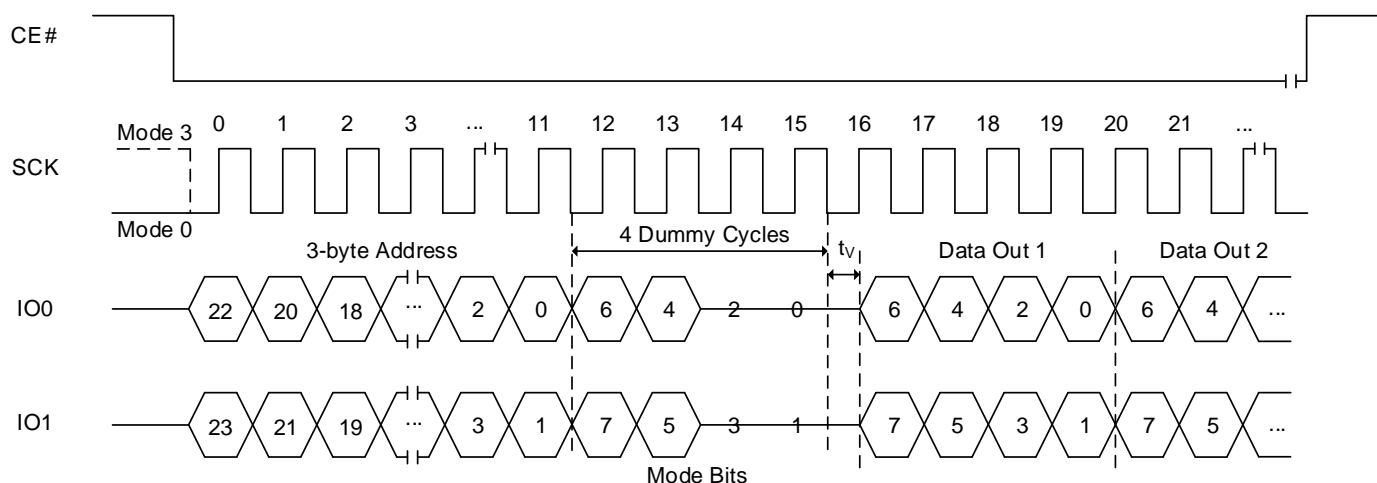 CE#
Mode 3 0 1 2 3 ... 11 12 13 14 15 16 17 18 19 20 21 ...
SCK
Mode 0
3-byte Address 4 Dummy Cycles tV Data Out 1 Data Out 2
IO0 22 20 18 ... 2 0 6 4 2 0 6 4 2 0 6 4 ...
IO1 23 21 19 ... 3 1 7 5 3 1 7 5 3 1 7 5 ...
Mode Bits